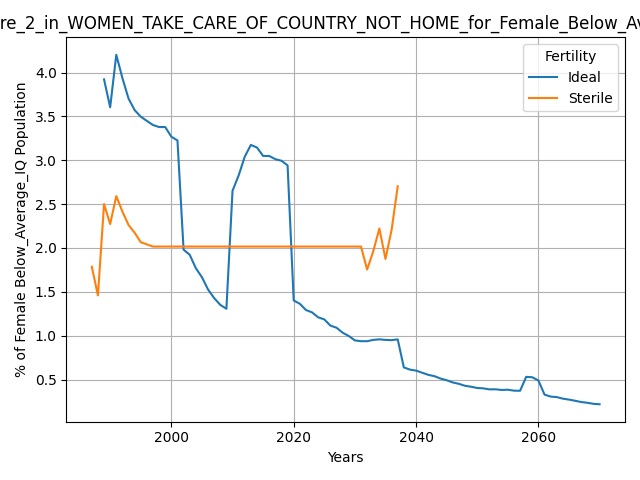 re_2_in_WOMEN_TAKE_CARE_OF_COUNTRY_NOT_HOME_for_Female_Below_Av
Fertility
Ideal
Sterile
% of Female Below_Average_IQ Population
4.0
3.5
3.0
2.5
2.0
1.5
1.0
0.5
2000 2020 2040 2060
Years